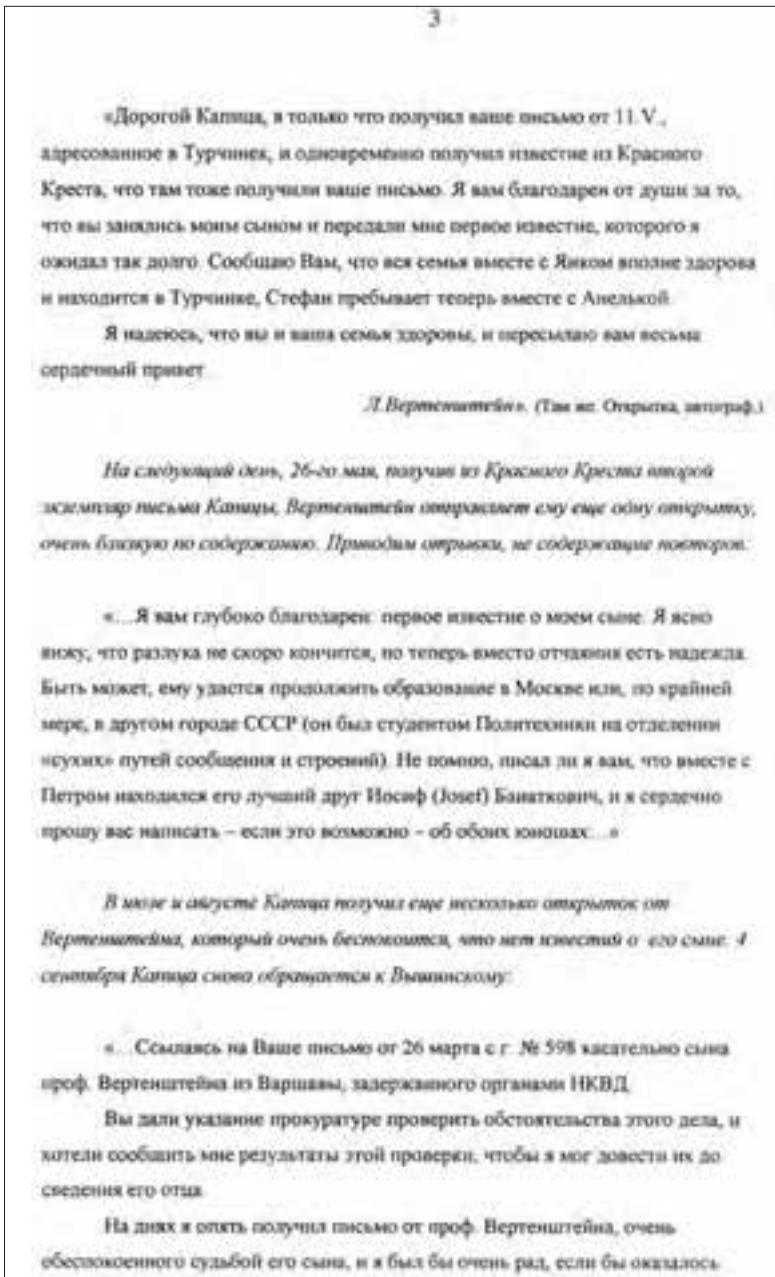 3
«Дорогой Капица, я только что получил ваше письмо от 11.V.,
адресованное в Турчинек, и одновременно получил известие из Красного
Креста, что там тоже получили ваше письмо. Я вам благодарен от души за то,
что вы занялись моим сыном и передали мне первое известие, которого я
ожидал так долго. Сообщаю Вам, что вся семья вместе с Янком вполне здорова
и находится в Турчинке, Стефан пребывает теперь вместе с Анелькой.
Я надеюсь, что вы и ваша семья здоровы, и пересылаю вам весьма
сердечный привет.
Л.Вертенштейн». (Там же. Открытка, автограф.)
На следующий день, 26-го мая, получив из Красного Креста второй
экземпляр письма Капицы, Вертенштейн отправляет ему еще одну открытку,
очень близкую по содержанию. Приводим отрывки, не содержащие повторов:
«…Я вам глубоко благодарен: первое известие о моем сыне. Я ясно
вижу, что разлука не скоро кончится, но теперь вместо отчаяния есть надежда.
Быть может, ему удастся продолжить образование в Москве или, по крайней
мере, в другом городе СССР (он был студентом Политехники на отделении
«сухих» путей сообщения и строений). Не помню, писал ли я вам, что вместе с
Петром находился его лучший друг Иосиф (Josef) Банаткович, и я сердечно
прошу вас написать – если это возможно – об обоих юношах…»
В июле и августе Капица получил еще несколько открыток от
Вертенштейна, который очень беспокоится, что нет известий о его сыне. 4
сентября Капица снова обращается к Вышинскому:
«…Ссылаясь на Ваше письмо от 26 марта с.г. № 598 касательно сына
проф. Вертенштейна из Варшавы, задержанного органами НКВД.
Вы дали указание прокуратуре проверить обстоятельства этого дела, и
хотели сообщить мне результаты этой проверки, чтобы я мог довести их до
сведения его отца.
На днях я опять получил письмо от проф. Вертенштейна, очень
обеспокоенного судьбой его сына, и я был бы очень рад, если бы оказалось